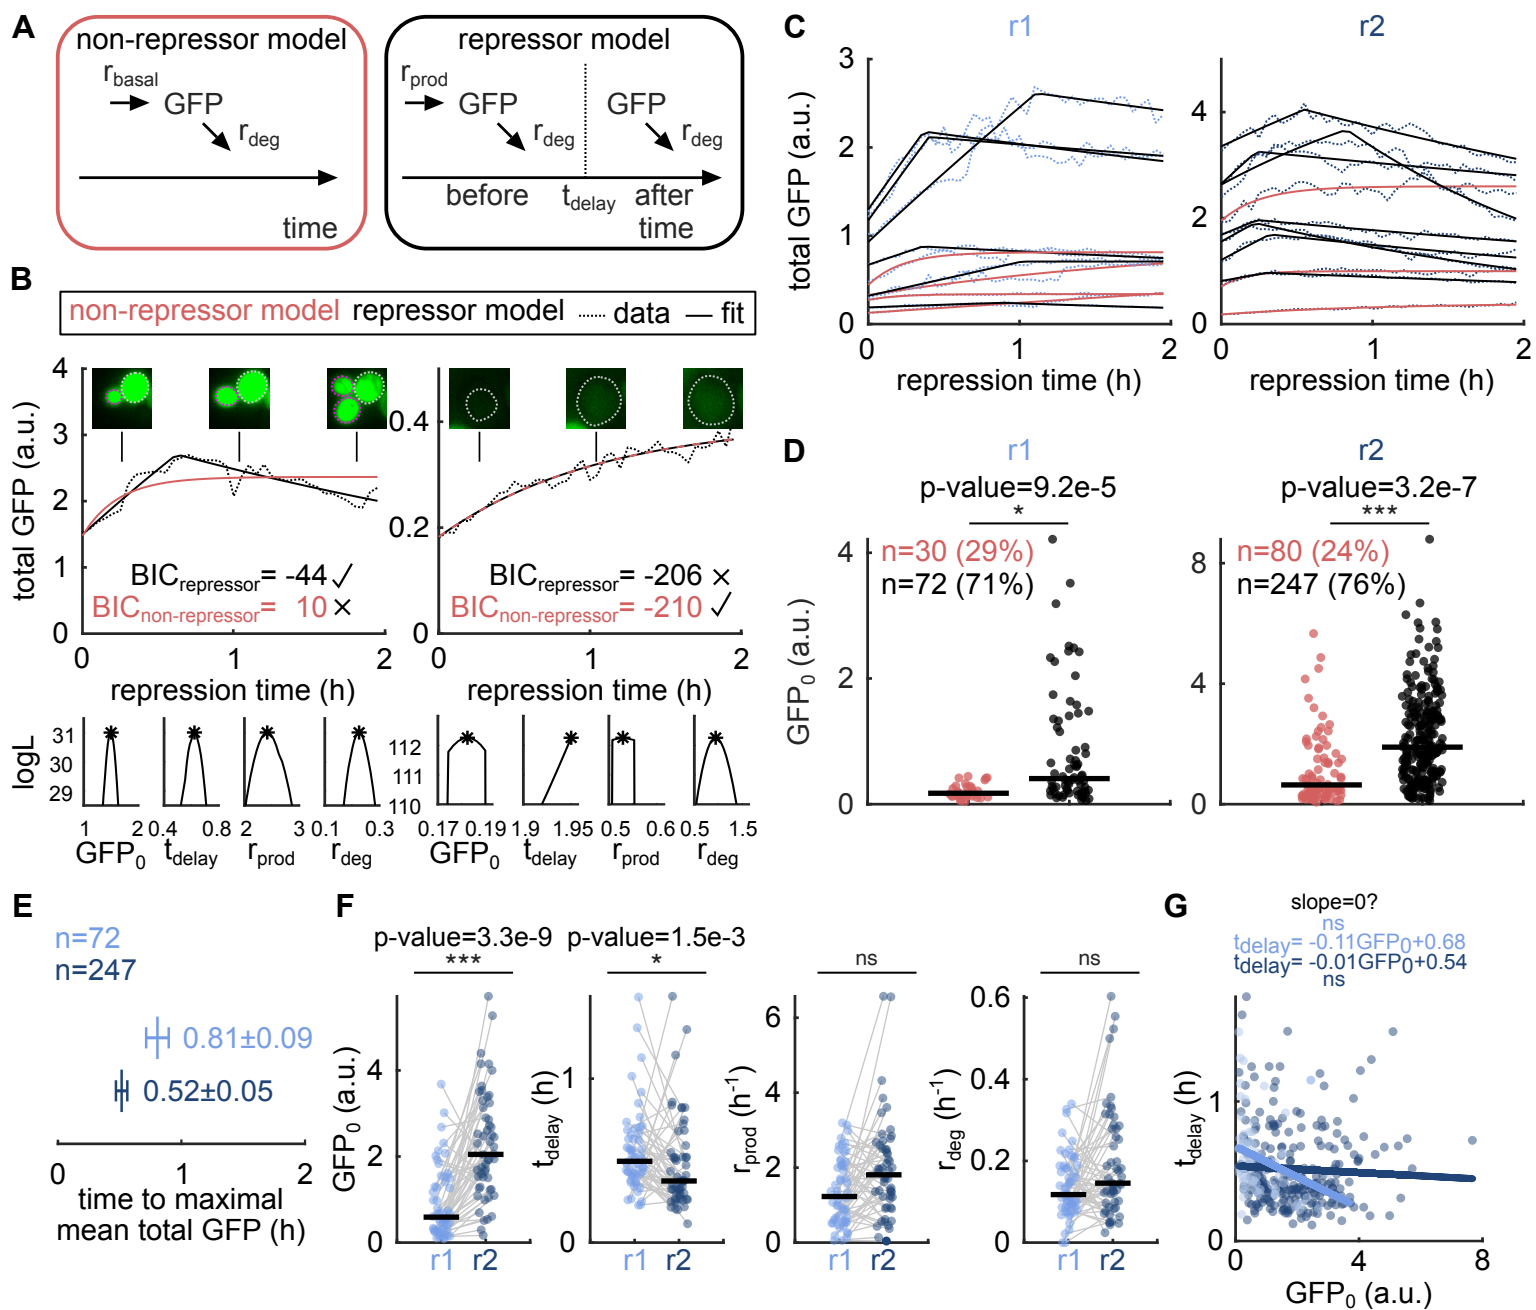 A
non-repressor model
r_basal
GFP
r_deg
time
repressor model
r_prod
GFP
r_deg
GFP
r_deg
before
t_delay
after
time
B
non-repressor model repressor model data fit
total GFP (a.u.)
4
3
2
1
0
BIC_repressor= -44 ✓
BIC_non-repressor= 10 ×
0 1 2
repression time (h)
0.4
0.2
0
BIC_repressor= -206 ×
BIC_non-repressor= -210 ✓
0 1 2
repression time (h)
logL
31
30
29
1 2
GFP_0
0.4 0.8
t_delay
2 3
r_prod
0.1 0.3
r_deg
112
111
110
0.17 0.19
GFP_0
1.9 1.95
t_delay
0.5 0.6
r_prod
0.5 1.5
r_deg
C
r1
total GFP (a.u.)
3
2
1
0
0 1 2
repression time (h)
r2
4
2
0
0 1 2
repression time (h)
D
r1
p-value=9.2e-5
*
n=30 (29%)
n=72 (71%)
GFP_0 (a.u.)
4
2
0
r2
p-value=3.2e-7
***
n=80 (24%)
n=247 (76%)
8
4
0
E
n=72
n=247
0.81±0.09
0.52±0.05
0 1 2
time to maximal
mean total GFP (h)
F
p-value=3.3e-9
***
GFP_0 (a.u.)
4
2
0
r1 r2
p-value=1.5e-3
*
t_delay (h)
1
0
r1 r2
ns
r_prod (h⁻¹)
6
4
2
0
r1 r2
ns
r_deg (h⁻¹)
0.6
0.4
0.2
0
r1 r2
G
slope=0?
ns
t_delay= -0.11GFP_0+0.68
t_delay= -0.01GFP_0+0.54
ns
t_delay (h)
1
0
0 4 8
GFP_0 (a.u.)